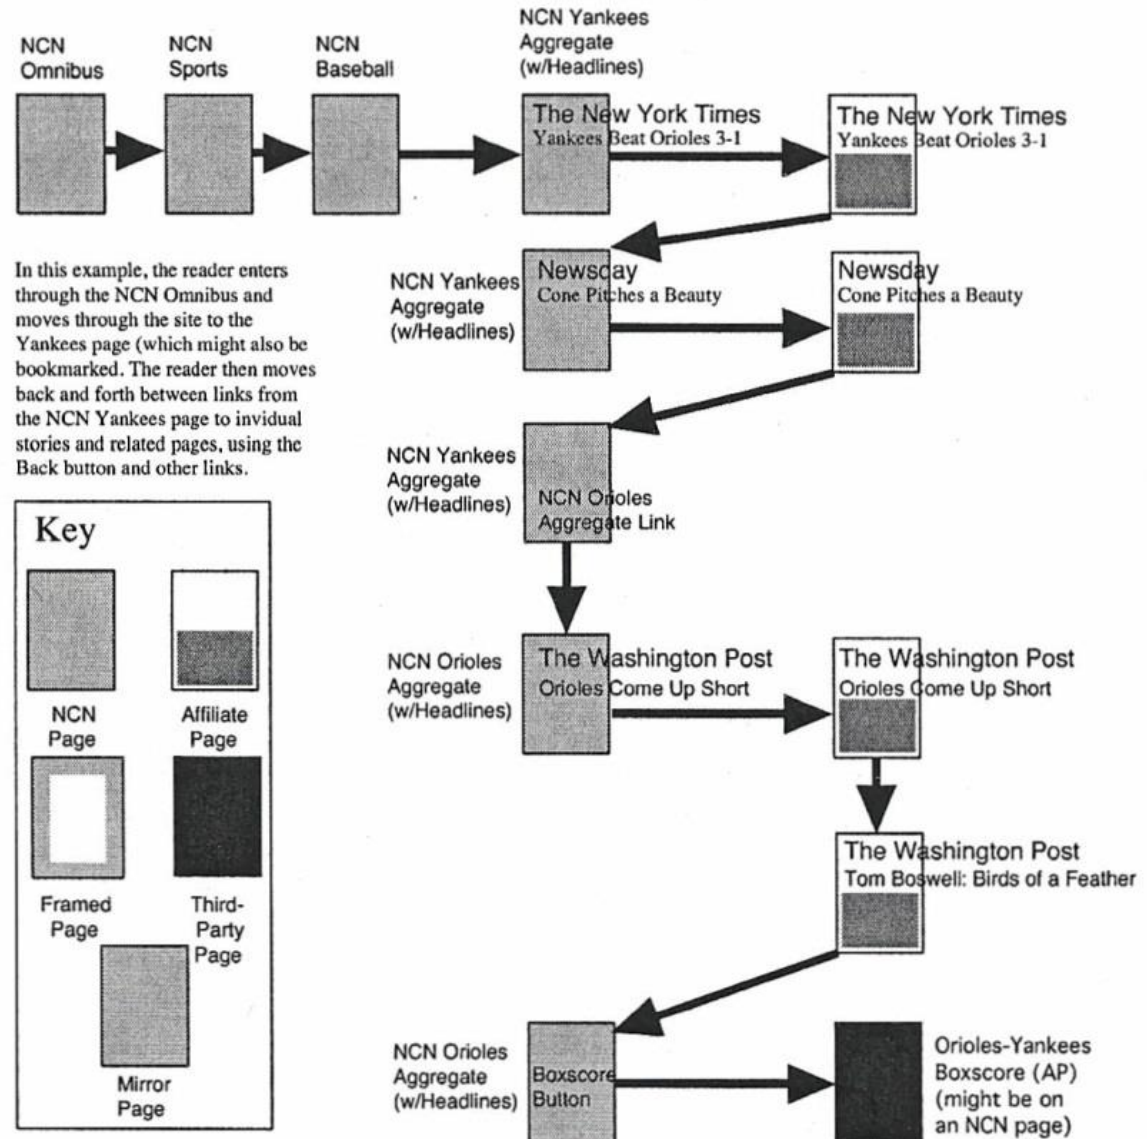 NCN
Omnibus
NCN
Sports
NCN
Baseball
NCN Yankees
Aggregate
(w/Headlines)
The New York Times
Yankees Beat Orioles 3-1
The New York Times
Yankees Beat Orioles 3-1
In this example, the reader enters
through the NCN Omnibus and
moves through the site to the
Yankees page (which might also be
bookmarked. The reader then moves
back and forth between links from
the NCN Yankees page to invidual
stories and related pages, using the
Back button and other links.
NCN Yankees
Aggregate
(w/Headlines)
Newsday
Cone Pitches a Beauty
Newsday
Cone Pitches a Beauty
NCN Yankees
Aggregate
(w/Headlines)
NCN Orioles
Aggregate Link
Key
NCN
Page
Affiliate
Page
Framed
Page
Third-
Party
Page
Mirror
Page
NCN Orioles
Aggregate
(w/Headlines)
The Washington Post
Orioles Come Up Short
The Washington Post
Orioles Come Up Short
The Washington Post
Tom Boswell: Birds of a Feather
NCN Orioles
Aggregate
(w/Headlines)
Boxscore
Button
Orioles-Yankees
Boxscore (AP)
(might be on
an NCN page)